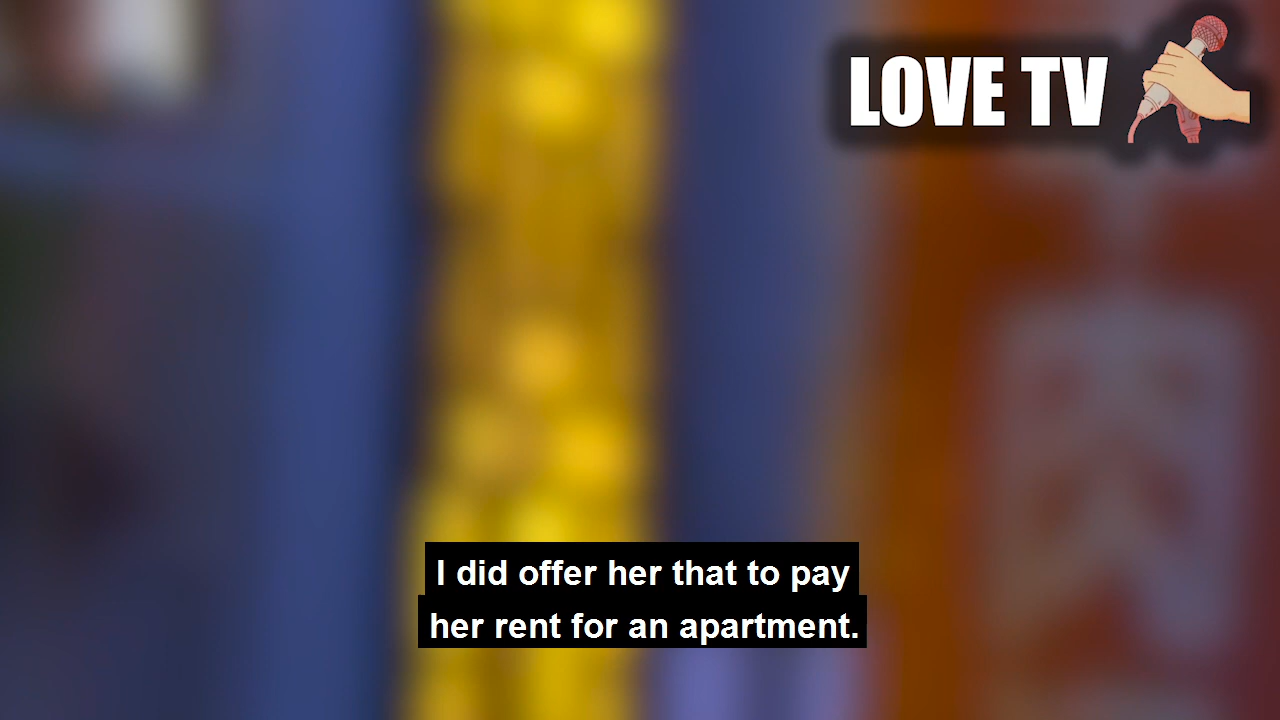 LOVE TV
I did offer her that to pay
her rent for an apartment.